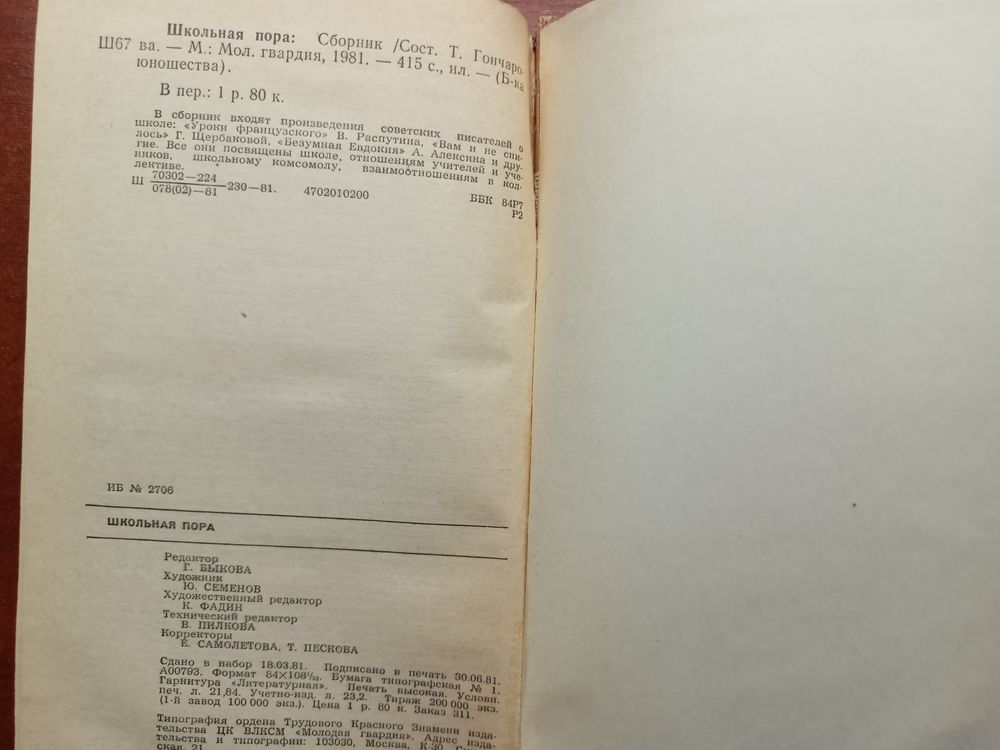 Школьная пора: Сборник /Сост. Т. Гончаро-
Ш67 ва. — М.: Мол. гвардия, 1981. — 415 с., ил. — (Б-ка
юношества).
В пер.: 1 р. 80 к.
В сборник входят произведения советских писателей о
школе: «Уроки французского» В. Распутина, «Вам и не сни-
лось» Г. Щербаковой, «Безумная Евдокия» А. Алексина и дру-
гие. Все они посвящены школе, отношениям учителей и уче-
ников, школьному комсомолу, взаимоотношениям в кол-
лективе.
Ш 70302—224
078(02)—81 —230—81. 4702010200
ББК 84Р7
Р2
ИБ № 2706
ШКОЛЬНАЯ ПОРА
Редактор
Г. БЫКОВА
Художник
Ю. СЕМЕНОВ
Художественный редактор
К. ФАДИН
Технический редактор
В. ПИЛКОВА
Корректоры
Е. САМОЛЕТОВА, Т. ПЕСКОВА
Сдано в набор 18.03.81. Подписано в печать 30.06.81.
А00793. Формат 84×108¹/₃₂. Бумага типографская № 1.
Гарнитура «Литературная». Печать высокая. Условн.
печ. л. 21,84. Учетно-изд. л. 23,2. Тираж 200 000 экз.
(1-й завод 100 000 экз.). Цена 1 р. 80 к. Заказ 311.
Типография ордена Трудового Красного Знамени изда-
тельства ЦК ВЛКСМ «Молодая гвардия». Адрес изда-
тельства и типографии: 103030, Москва, К-30,
ская, 21